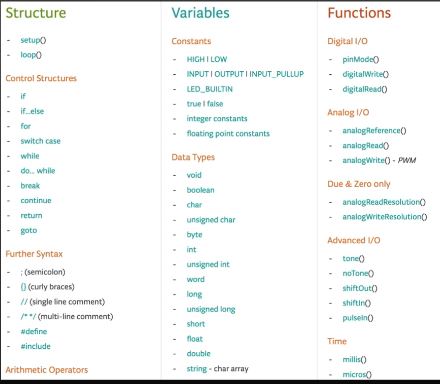 Structure
- setup()
- loop()
Control Structures
- if
- if...else
- for
- switch case
- while
- do... while
- break
- continue
- return
- goto
Further Syntax
- ; (semicolon)
- {} (curly braces)
- // (single line comment)
- /* */ (multi-line comment)
- #define
- #include
Arithmetic Operators
Variables
Constants
- HIGH | LOW
- INPUT | OUTPUT | INPUT_PULLUP
- LED_BUILTIN
- true | false
- integer constants
- floating point constants
Data Types
- void
- boolean
- char
- unsigned char
- byte
- int
- unsigned int
- word
- long
- unsigned long
- short
- float
- double
- string - char array
Functions
Digital I/O
- pinMode()
- digitalWrite()
- digitalRead()
Analog I/O
- analogReference()
- analogRead()
- analogWrite() - PWM
Due & Zero only
- analogReadResolution()
- analogWriteResolution()
Advanced I/O
- tone()
- noTone()
- shiftOut()
- shiftIn()
- pulseIn()
Time
- millis()
- micros()